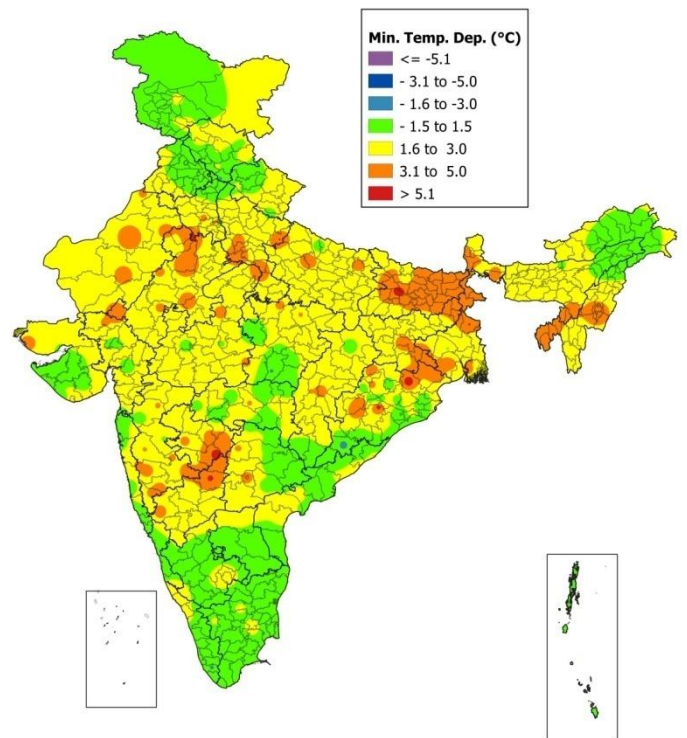 Min. Temp. Dep. (°C)
<= -5.1
- 3.1 to -5.0
- 1.6 to -3.0
- 1.5 to 1.5
1.6 to 3.0
3.1 to 5.0
> 5.1